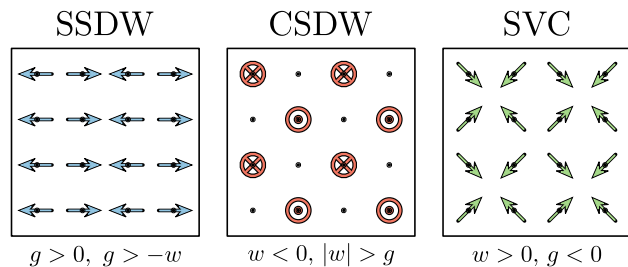 SSDW CSDW SVC
g > 0, g > −w w < 0, |w| > g w > 0, g < 0